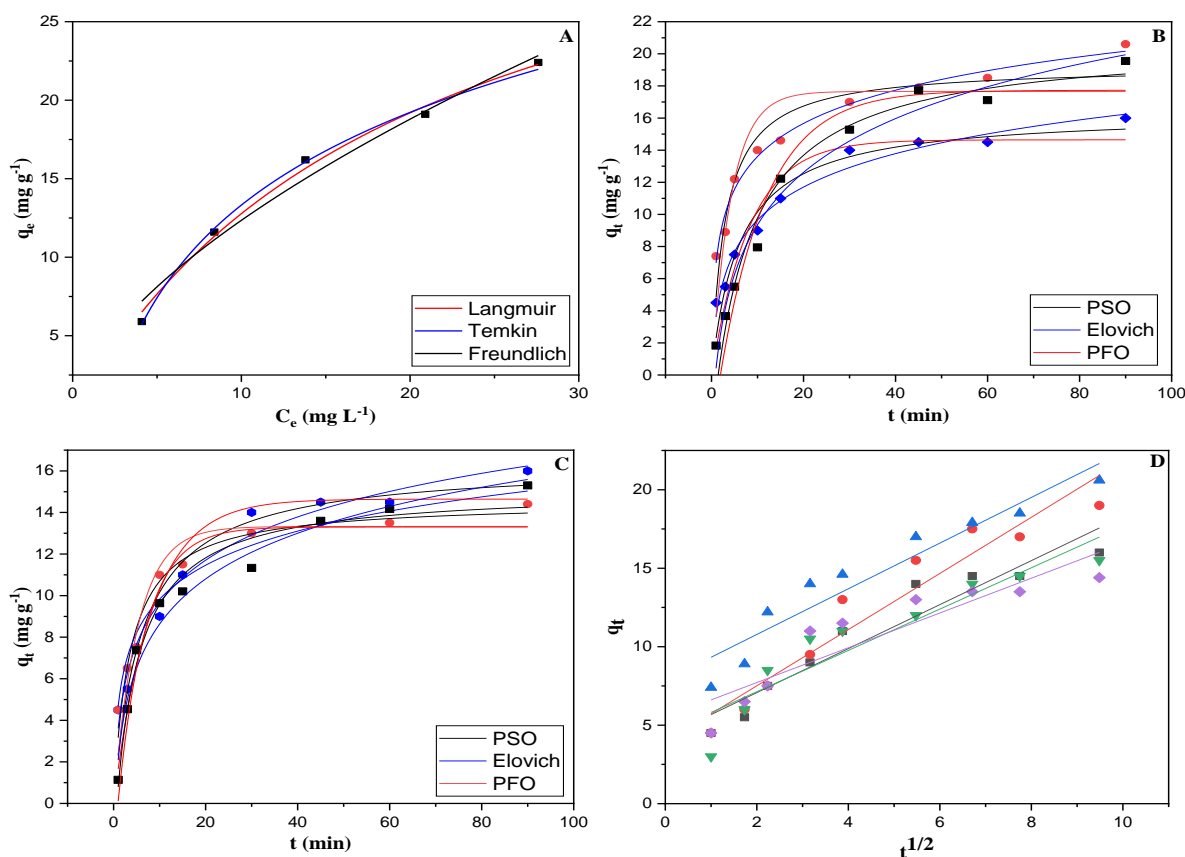 A
25
20
15
10
5
q_e (mg g⁻¹)
Langmuir
Temkin
Freundlich
0 10 20 30
C_e (mg L⁻¹)
B
22
20
18
16
14
12
10
8
6
4
2
0
q_t (mg g⁻¹)
PSO
Elovich
PFO
0 20 40 60 80 100
t (min)
C
16
14
12
10
8
6
4
2
0
q_t (mg g⁻¹)
PSO
Elovich
PFO
0 20 40 60 80 100
t (min)
D
20
15
10
5
0
q_t
0 2 4 6 8 10
t^1/2